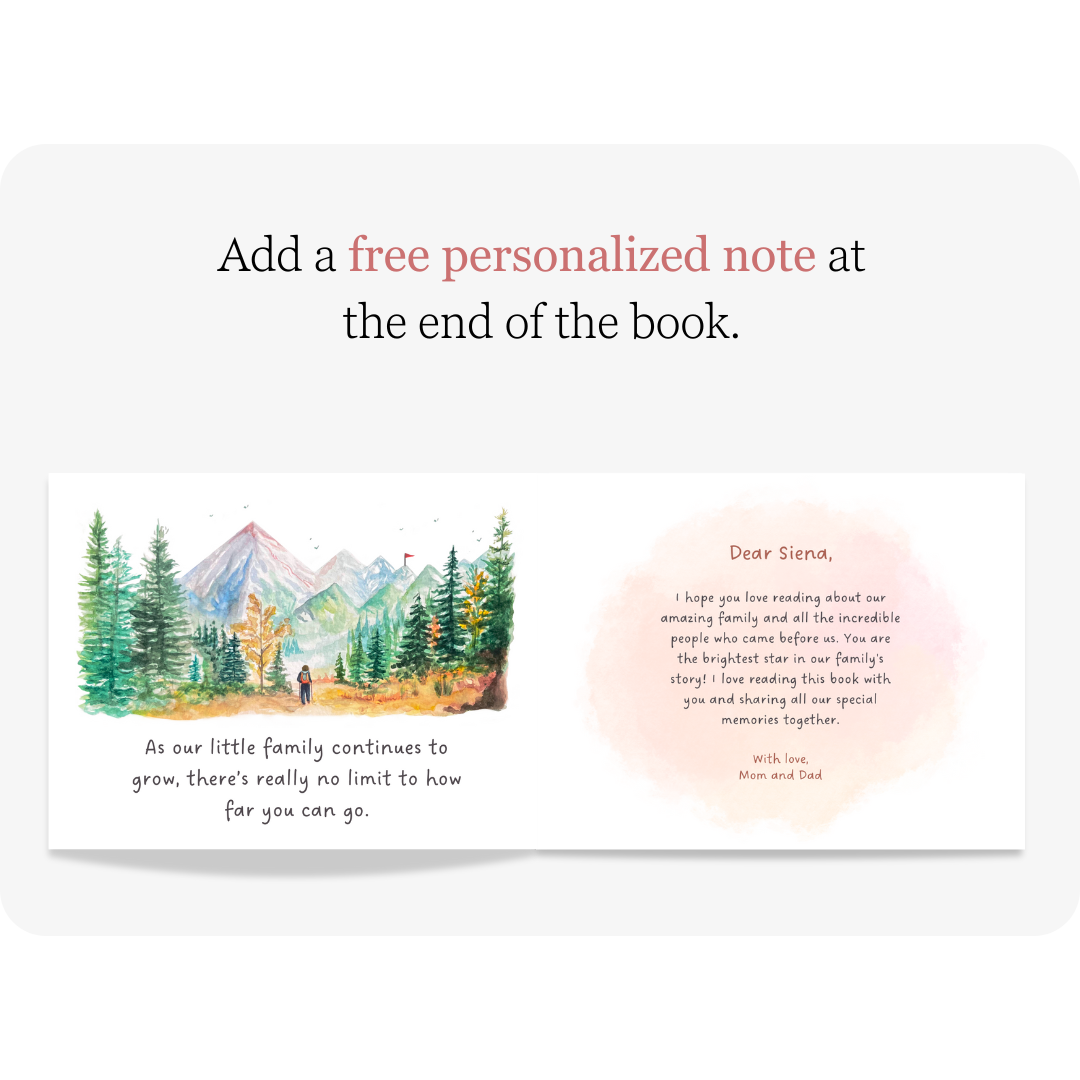 Add a free personalized note at
the end of the book.
As our little family continues to
grow, there's really no limit to how
far you can go.
Dear Siena,
I hope you love reading about our
amazing family and all the incredible
people who came before us. You are
the brightest star in our family's
story! I love reading this book with
you and sharing all our special
memories together.
With love,
Mom and Dad